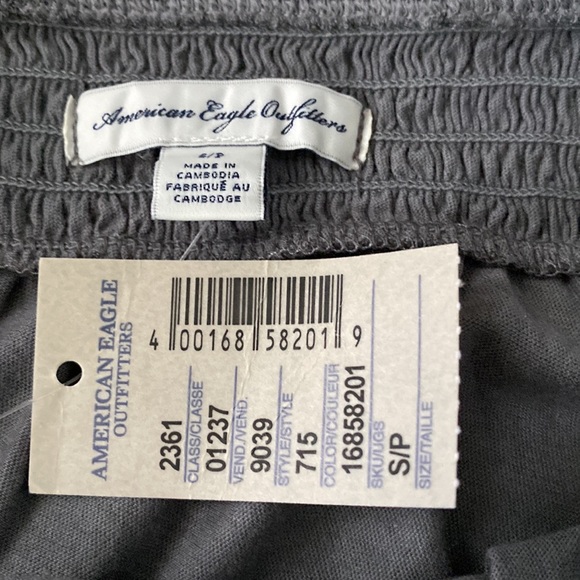 American Eagle Outfitters
S/P
MADE IN
CAMBODIA
FABRIQUÉ AU
CAMBODGE
AMERICAN EAGLE
OUTFITTERS
4 00168 58201 9
2361
CLASS/CLASSE
01237
VEND./VEND.
9039
STYLE/STYLE
715
COLOR/COULEUR
16858201
SKU/UGS
S/P
SIZE/TAILLE